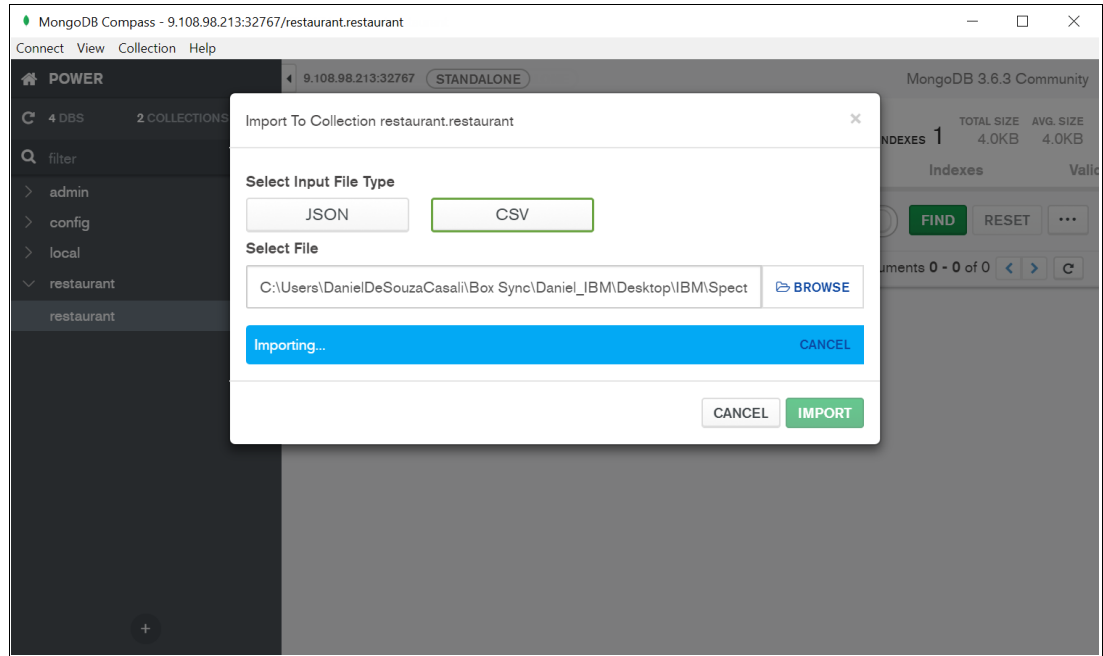 MongoDB Compass - 9.108.98.213:32767/restaurant.restaurant
Connect View Collection Help
POWER
9.108.98.213:32767 STANDALONE
MongoDB 3.6.3 Community
4 DBS 2 COLLECTIONS
filter
admin
config
local
restaurant
restaurant
+
Import To Collection restaurant.restaurant
×
Select Input File Type
JSON CSV
Select File
C:\Users\DanielDeSouzaCasali\Box Sync\Daniel_IBM\Desktop\IBM\Spect BROWSE
Importing... CANCEL
CANCEL IMPORT
TOTAL SIZE AVG. SIZE
NDEXES 1 4.0KB 4.0KB
Indexes Valid
FIND RESET ...
uments 0 - 0 of 0 < >